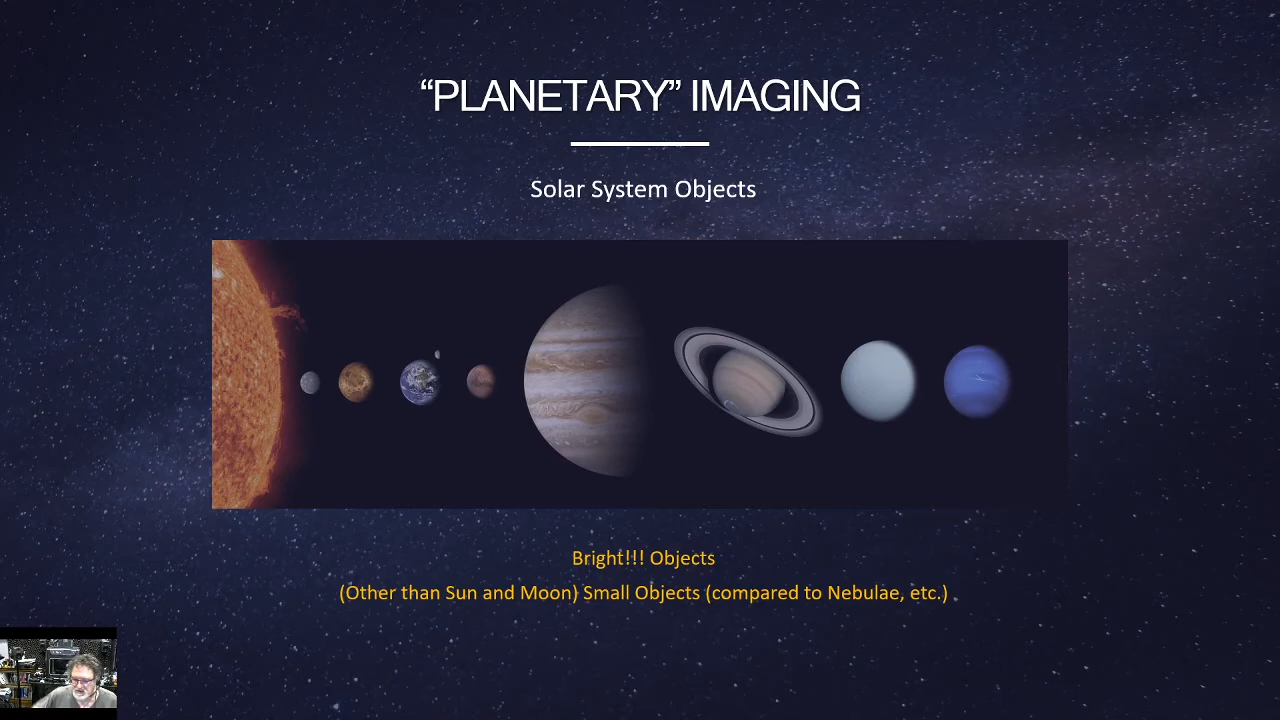 “PLANETARY” IMAGING
Solar System Objects
Bright!!! Objects
(Other than Sun and Moon) Small Objects (compared to Nebulae, etc.)